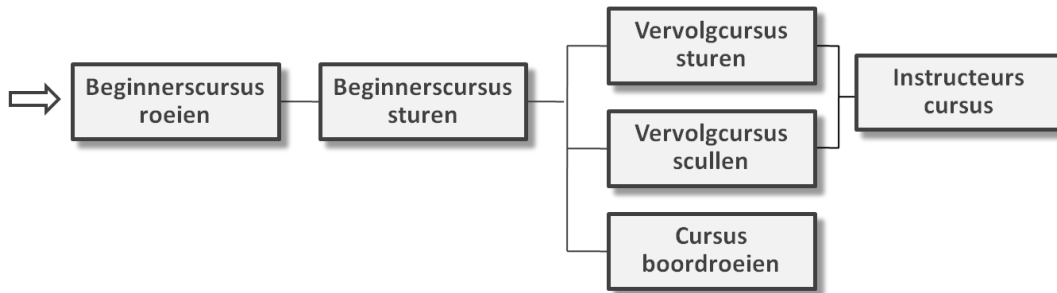 Beginnerscursus
roeien
Beginnerscursus
sturen
Vervolgcursus
sturen
Vervolgcursus
scullen
Cursus
boordroeien
Instructeurs
cursus